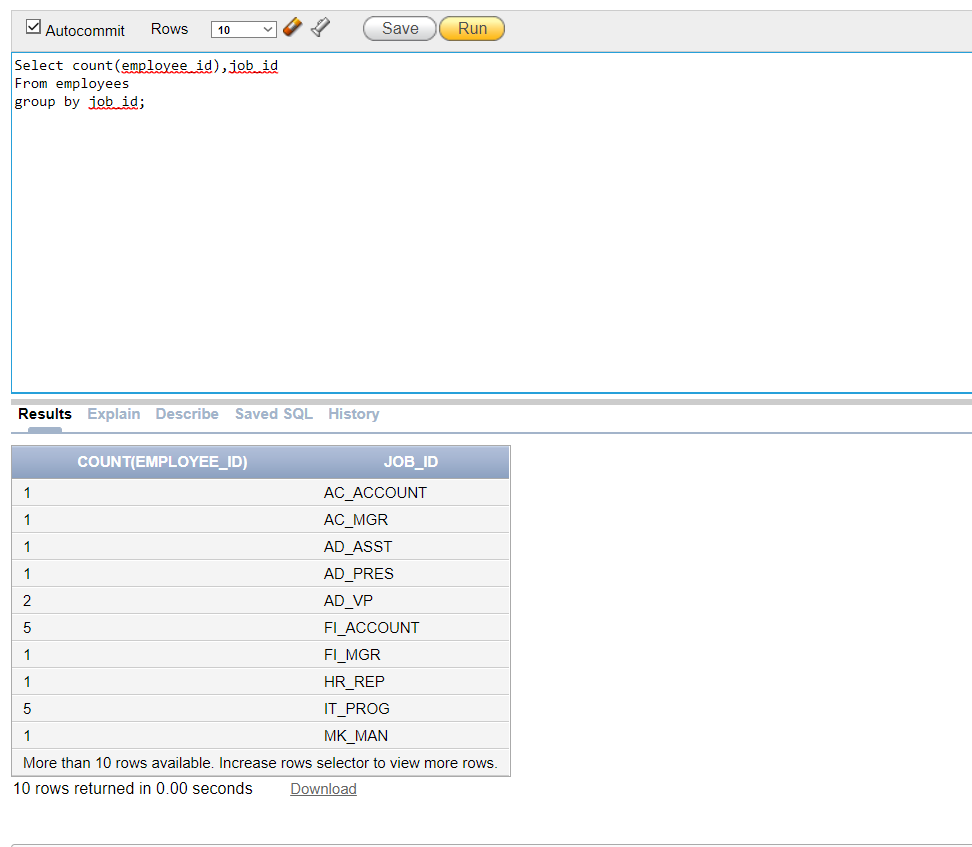 Autocommit Rows 10 Save Run
Select count(employee_id),job_id
From employees
group by job_id;
Results Explain Describe Saved SQL History
COUNT(EMPLOYEE_ID) JOB_ID
1 AC_ACCOUNT
1 AC_MGR
1 AD_ASST
1 AD_PRES
2 AD_VP
5 FI_ACCOUNT
1 FI_MGR
1 HR_REP
5 IT_PROG
1 MK_MAN
More than 10 rows available. Increase rows selector to view more rows.
10 rows returned in 0.00 seconds Download